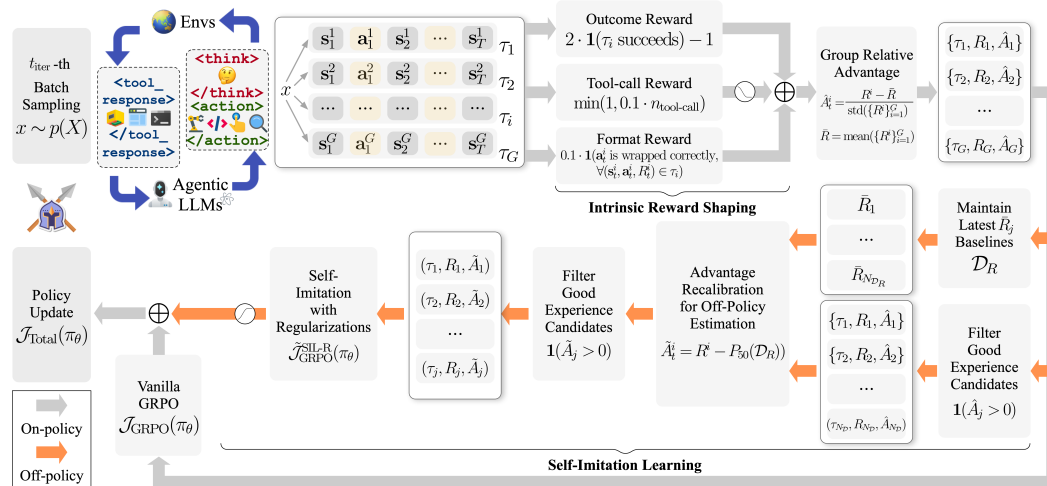 t_iter -th
Batch
Sampling
x ∼ p(X)
Envs
<tool_
response>
</tool_
response>
<think>
</think>
<action>
</action>
</>
Agentic
LLMs
x
s_1^1 a_1^1 s_2^1 ... s_T^1 τ_1
s_1^2 a_1^2 s_2^2 ... s_T^2 τ_2
... ... ... ... ... τ_i
s_1^G a_1^G s_2^G ... s_T^G τ_G
Outcome Reward
2 · 1(τ_i succeeds) − 1
Tool-call Reward
min(1, 0.1 · n_tool-call)
Format Reward
0.1 · 1(a_t^i is wrapped correctly,
∀(s_t^i, a_t^i, R_t^i) ∈ τ_i)
Intrinsic Reward Shaping
Group Relative
Advantage
Â_t^i = (R^i − R̄) / std({R^i}_{i=1}^G)
R̄ = mean({R^i}_{i=1}^G)
{τ_1, R_1, Â_1}
{τ_2, R_2, Â_2}
...
{τ_G, R_G, Â_G}
Maintain
Latest R̄_j
Baselines
𝒟_R
R̄_1
...
R̄_{N_{𝒟_R}}
Filter
Good
Experience
Candidates
1(Â_j > 0)
{τ_1, R_1, Â_1}
{τ_2, R_2, Â_2}
...
(τ_{N_𝒟}, R_{N_𝒟}, Â_{N_𝒟})
Advantage
Recalibration
for Off-Policy
Estimation
Ã_t^i = R^i − P_50(𝒟_R))
Filter
Good
Experience
Candidates
1(Ã_j > 0)
(τ_1, R_1, Ã_1)
(τ_2, R_2, Ã_2)
...
(τ_j, R_j, Ã_j)
Self-
Imitation
with
Regularizations
𝒥̃_GRPO^SIL-R(π_θ)
Policy
Update
𝒥_Total(π_θ)
Vanilla
GRPO
𝒥_GRPO(π_θ)
On-policy
Off-policy
Self-Imitation Learning